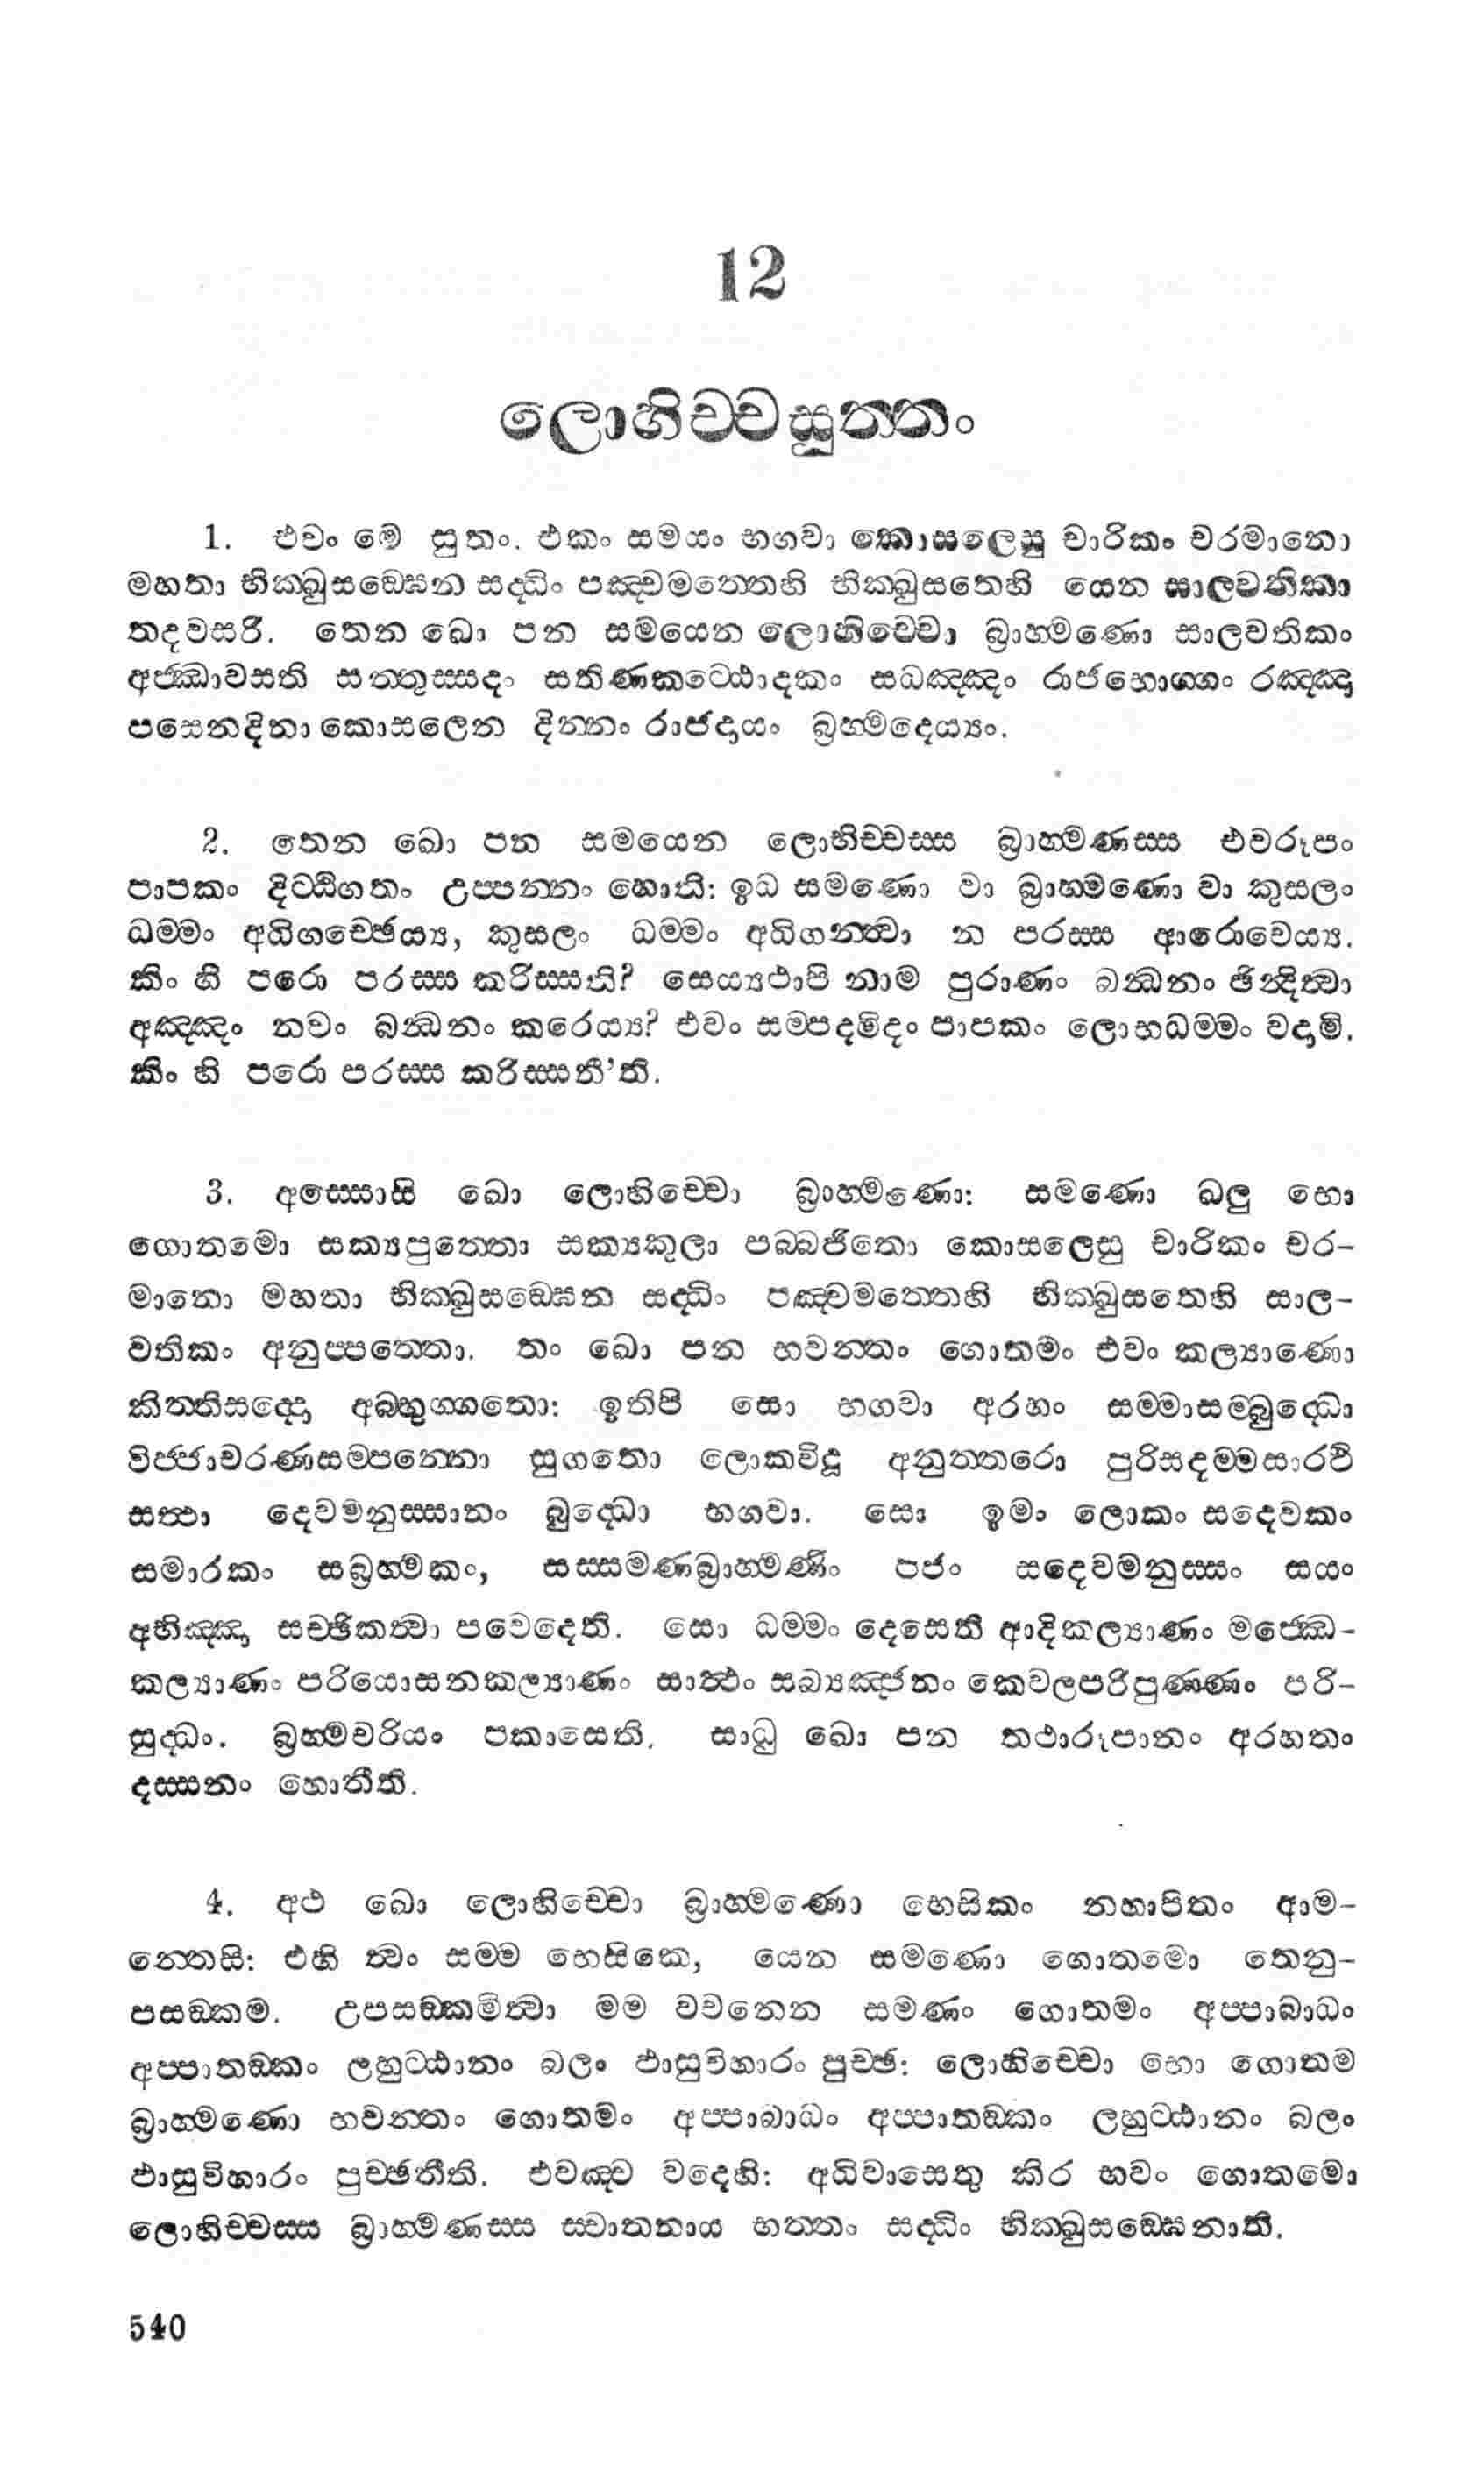 12
ලොහිච්චසුත්තං
1. එවං මෙ සුතං. එකං සමයං භගවා කොසලෙසු චාරිකං චරමානො
මහතා භික්ඛුසඞ්ඝෙන සද්ධිං පඤ්චමත්තෙහි භික්ඛුසතෙහි යෙන සාලවතිකා
තදවසරි. තෙන ඛො පන සමයෙන ලොහිච්චො බ්‍රාහ්මණො සාලවතිකං
අජ්ඣාවසති සත්තුස්සදං සතිණකට්ඨොදකං සධඤ්ඤං රාජභොග්ගං රඤ්ඤා
පසෙනදිනා කොසලෙන දින්නං රාජදායං බ්‍රහ්මදෙය්‍යං.
2. තෙන ඛො පන සමයෙන ලොහිච්චස්ස බ්‍රාහ්මණස්ස එවරූපං
පාපකං දිට්ඨිගතං උප්පන්නං හොති: ඉධ සමණො වා බ්‍රාහ්මණො වා කුසලං
ධම්මං අධිගච්ඡෙය්‍ය, කුසලං ධම්මං අධිගන්ත්වා න පරස්ස ආරොචෙය්‍ය.
කිං හි පරො පරස්ස කරිස්සති? සෙය්‍යථාපි නාම පුරාණං බන්ධනං ඡින්දිත්වා
අඤ්ඤං නවං බන්ධනං කරෙය්‍ය? එවං සම්පදමිදං පාපකං ලොභධම්මං වදාමි.
කිං හි පරො පරස්ස කරිස්සතී’ති.
3. අස්සොසි ඛො ලොහිච්චො බ්‍රාහ්මණො: සමණො ඛලු භො
ගොතමො සක්‍යපුත්තො සක්‍යකුලා පබ්බජිතො කොසලෙසු චාරිකං චර-
මානො මහතා භික්ඛුසඞ්ඝෙන සද්ධිං පඤ්චමත්තෙහි භික්ඛුසතෙහි සාල-
වතිකං අනුප්පත්තො. තං ඛො පන භවන්තං ගොතමං එවං කල්‍යාණො
කිත්තිසද්දො අබ්භුග්ගතො: ඉතිපි සො භගවා අරහං සම්මාසම්බුද්ධො
විජ්ජාචරණසම්පන්නො සුගතො ලොකවිදූ අනුත්තරො පුරිසදම්මසාරථි
සත්ථා දෙවමනුස්සානං බුද්ධො භගවා. සො ඉමං ලොකං සදෙවකං
සමාරකං සබ්‍රහ්මකං, සස්සමණබ්‍රාහ්මණිං පජං සදෙවමනුස්සං සයං
අභිඤ්ඤා සච්ඡිකත්වා පවෙදෙති. සො ධම්මං දෙසෙති ආදිකල්‍යාණං මජ්ඣෙ-
කල්‍යාණං පරියොසනකල්‍යාණං සාත්ථං සබ්‍යඤ්ජනං කෙවලපරිපුණ්ණං පරි-
සුද්ධං. බ්‍රහ්මචරියං පකාසෙති. සාධු ඛො පන තථාරූපානං අරහතං
දස්සනං හොතීති.
4. අථ ඛො ලොහිච්චො බ්‍රාහ්මණො භෙසිකං නහාපිතං ආම-
න්තෙසි: එහි ත්වං සම්ම භෙසිකෙ, යෙන සමණො ගොතමො තෙනු-
පසඞ්කම. උපසඞ්කමිත්වා මම වචනෙන සමණං ගොතමං අප්පාබාධං
අප්පාතඞ්කං ලහුට්ඨානං බලං ඵාසුවිහාරං පුච්ඡ: ලොහිච්චො භො ගොතම
බ්‍රාහ්මණො භවන්තං ගොතමං අප්පාබාධං අප්පාතඞ්කං ලහුට්ඨානං බලං
ඵාසුවිහාරං පුච්ඡතීති. එවඤ්ච වදෙහි: අධිවාසෙතු කිර භවං ගොතමො
ලොහිච්චස්ස බ්‍රාහ්මණස්ස ස්වාතනාය භත්තං සද්ධිං භික්ඛුසඞ්ඝෙනාති.
540